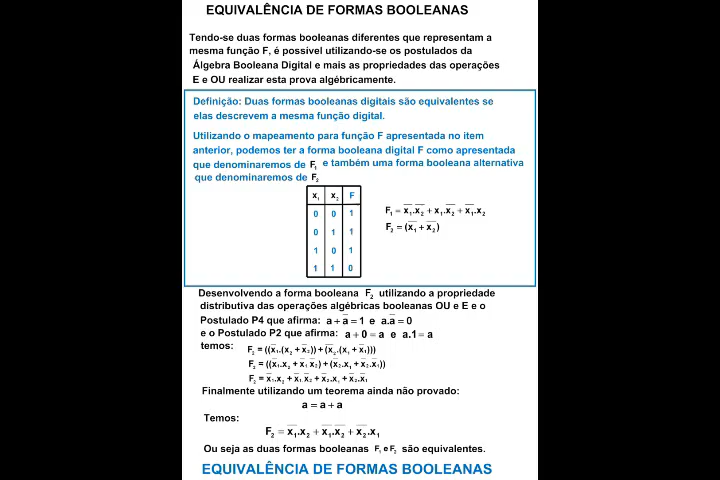 EQUIVALÊNCIA DE FORMAS BOOLEANAS
Tendo-se duas formas booleanas diferentes que representam a
mesma função F, é possível utilizando-se os postulados da
Álgebra Booleana Digital e mais as propriedades das operações
E e OU realizar esta prova algébricamente.
Definição: Duas formas booleanas digitais são equivalentes se
elas descrevem a mesma função digital.
Utilizando o mapeamento para função F apresentada no item
anterior, podemos ter a forma booleana digital F como apresentada
que denominaremos de F₁ e também uma forma booleana alternativa
que denominaremos de F₂
x₁ x₂ F
0 0 1
0 1 1
1 0 1
1 1 0
F₁ = x̅₁.x̅₂ + x₁.x̅₂ + x̅₁.x₂
F₂ = (x̅₁ + x̅₂)
Desenvolvendo a forma booleana F₂ utilizando a propriedade
distributiva das operações algébricas booleanas OU e E e o
Postulado P4 que afirma: a + a̅ = 1 e a.a̅ = 0
e o Postulado P2 que afirma: a + 0 = a e a.1 = a
temos:
F₂ = ((x̅₁.(x₂ + x̅₂)) + (x̅₂.(x₁ + x̅₁)))
F₂ = ((x̅₁.x₂ + x̅₁.x̅₂) + (x̅₂.x₁ + x̅₂.x̅₁))
F₂ = x̅₁.x₂ + x̅₁.x̅₂ + x̅₂.x₁ + x̅₂.x̅₁
Finalmente utilizando um teorema ainda não provado:
a = a + a
Temos:
F₂ = x̅₁.x₂ + x̅₁.x̅₂ + x̅₂.x₁
Ou seja as duas formas booleanas F₁ e F₂ são equivalentes.
EQUIVALÊNCIA DE FORMAS BOOLEANAS